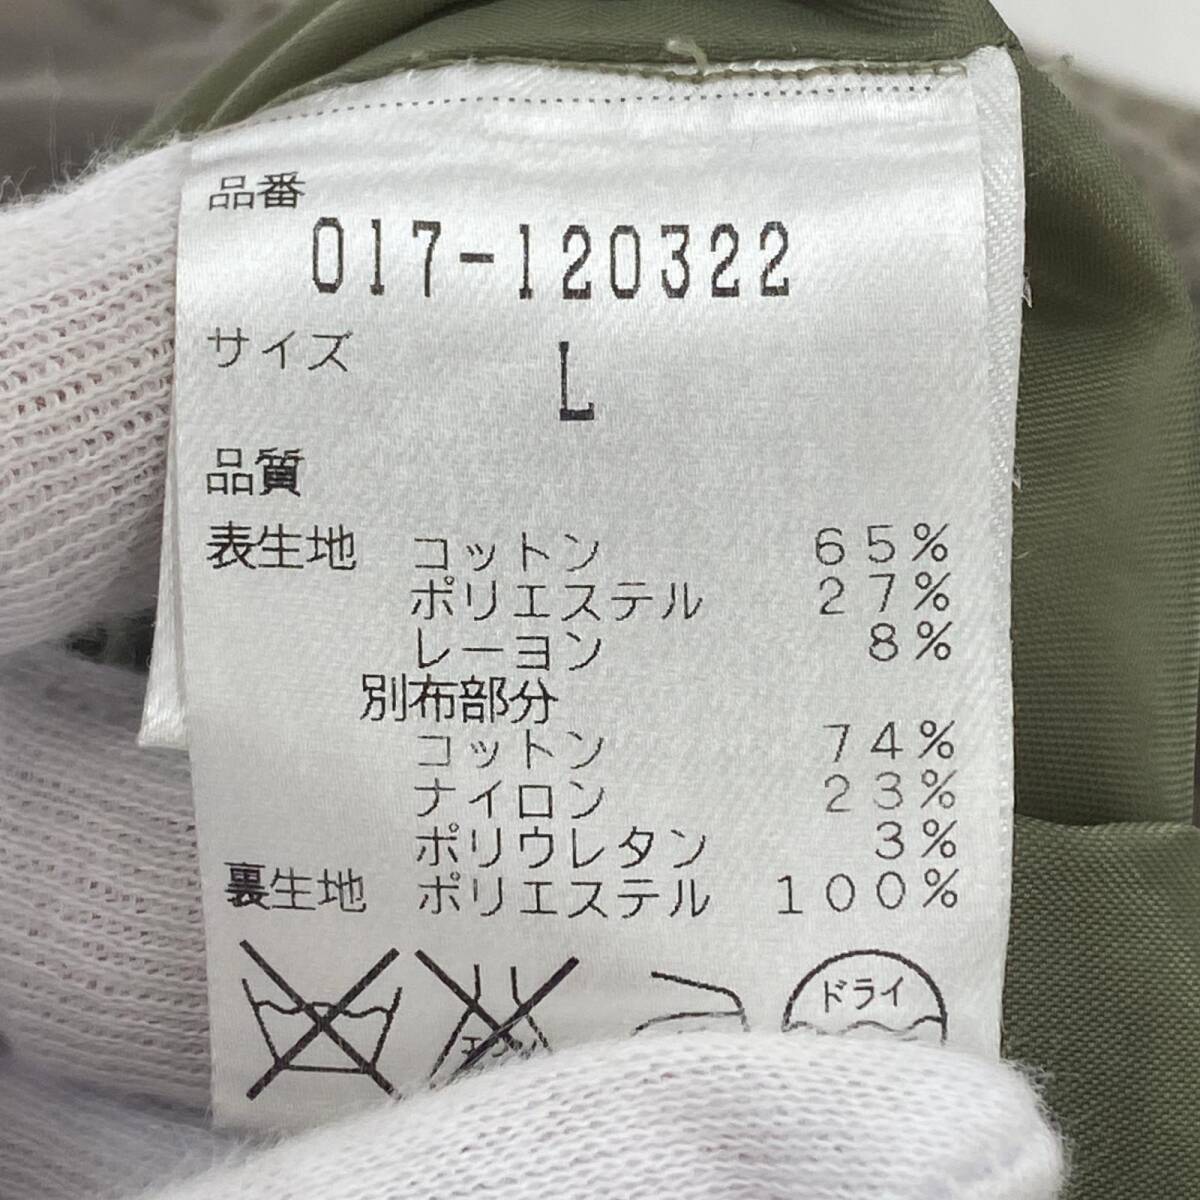 品番
017-120322
サイズ
L
品質
表生地 コットン 65%
ポリエステル 27%
レーヨン 8%
別布部分
コットン 74%
ナイロン 23%
ポリウレタン 3%
裏生地 ポリエステル 100%
ドライ